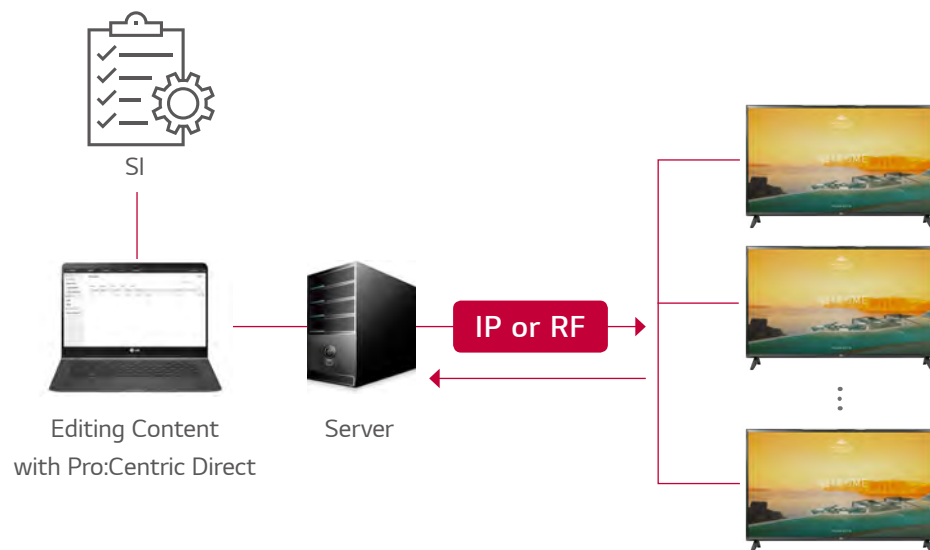 SI
IP or RF
Editing Content
with Pro:Centric Direct
Server